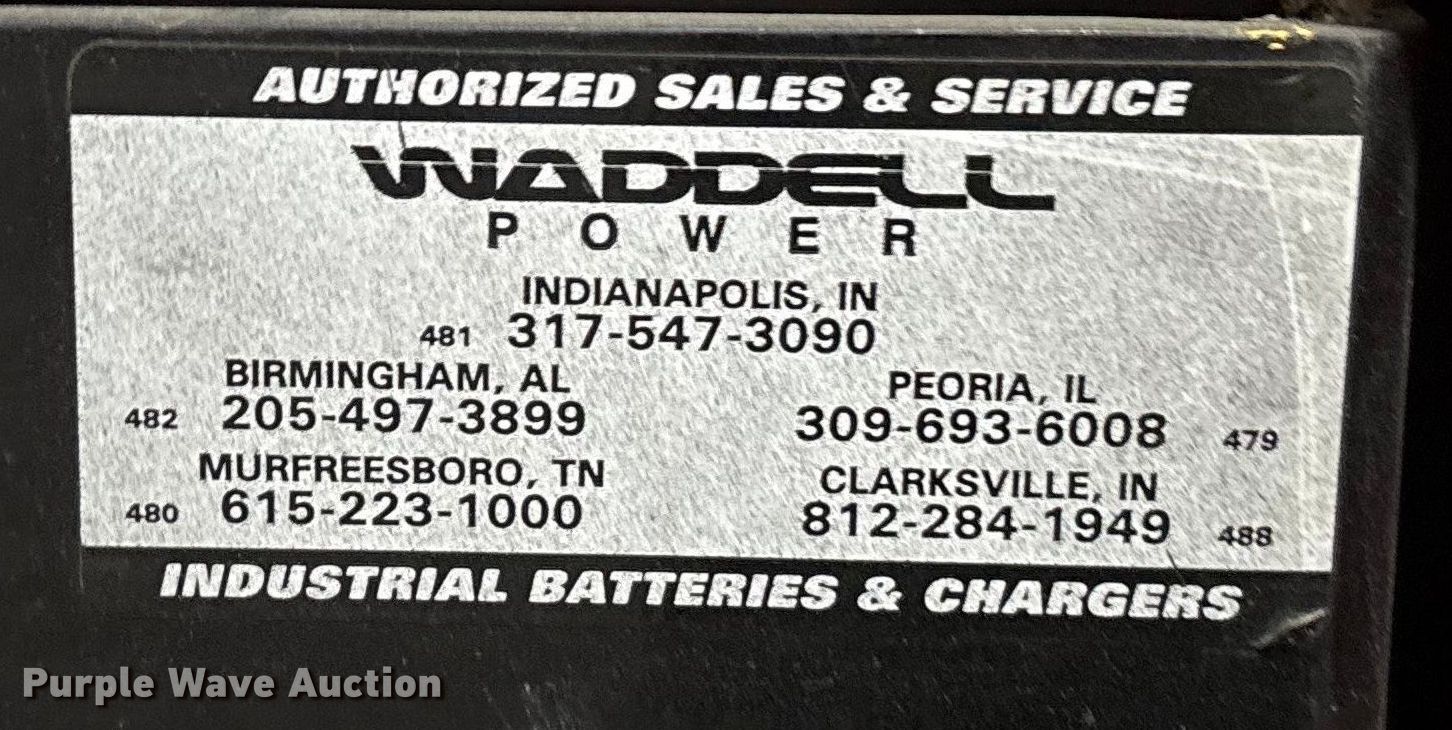 AUTHORIZED SALES & SERVICE
WADDELL
POWER
INDIANAPOLIS, IN
481 317-547-3090
BIRMINGHAM, AL
482 205-497-3899
MURFREESBORO, TN
480 615-223-1000
PEORIA, IL
309-693-6008 479
CLARKSVILLE, IN
812-284-1949 488
INDUSTRIAL BATTERIES & CHARGERS
Purple Wave Auction